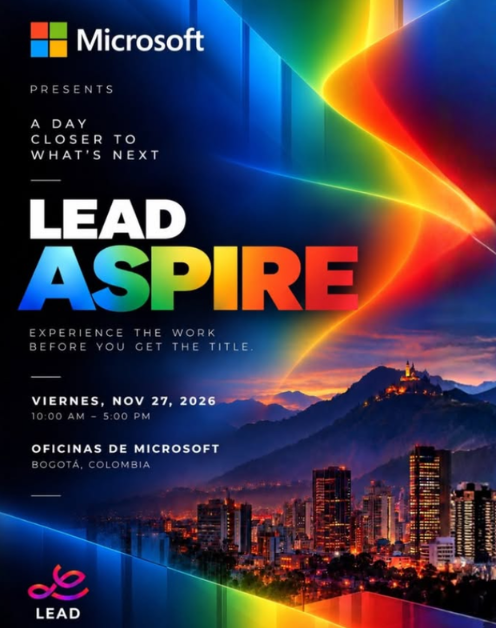 Microsoft
PRESENTS
A DAY
CLOSER TO
WHAT'S NEXT
LEAD
ASPIRE
EXPERIENCE THE WORK
BEFORE YOU GET THE TITLE.
VIERNES, NOV 27, 2026
10:00 AM – 5:00 PM
OFICINAS DE MICROSOFT
BOGOTÁ, COLOMBIA
LEAD